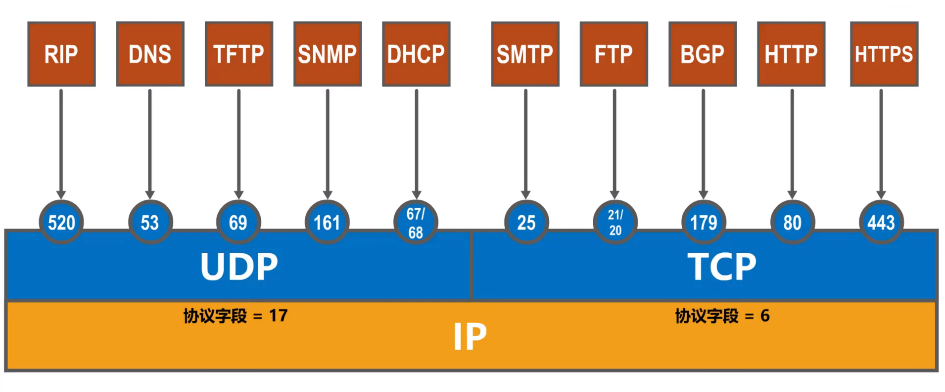 RIP DNS TFTP SNMP DHCP SMTP FTP BGP HTTP HTTPS
520 53 69 161 67/ 68 25 21/ 20 179 80 443
UDP TCP
协议字段 = 17 协议字段 = 6
IP